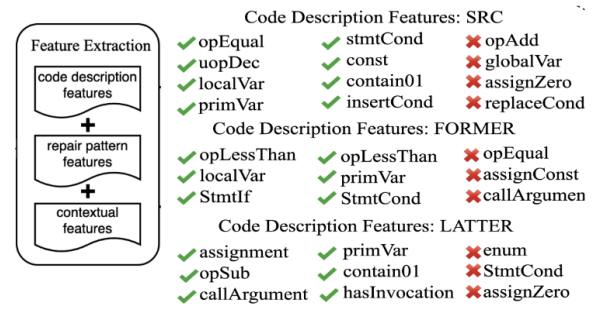 Feature Extraction
code description
features
+
repair pattern
features
+
contextual
features
Code Description Features: SRC
✓ opEqual ✓ stmtCond ✗ opAdd
✓ uopDec ✓ const ✗ globalVar
✓ localVar ✓ contain01 ✗ assignZero
✓ primVar ✓ insertCond ✗ replaceCond
Code Description Features: FORMER
✓ opLessThan ✓ opLessThan ✗ opEqual
✓ localVar ✓ primVar ✗ assignConst
✓ StmtIf ✓ StmtCond ✗ callArgumen
Code Description Features: LATTER
✓ assignment ✓ primVar ✗ enum
✓ opSub ✓ contain01 ✗ StmtCond
✓ callArgument ✓ hasInvocation ✗ assignZero